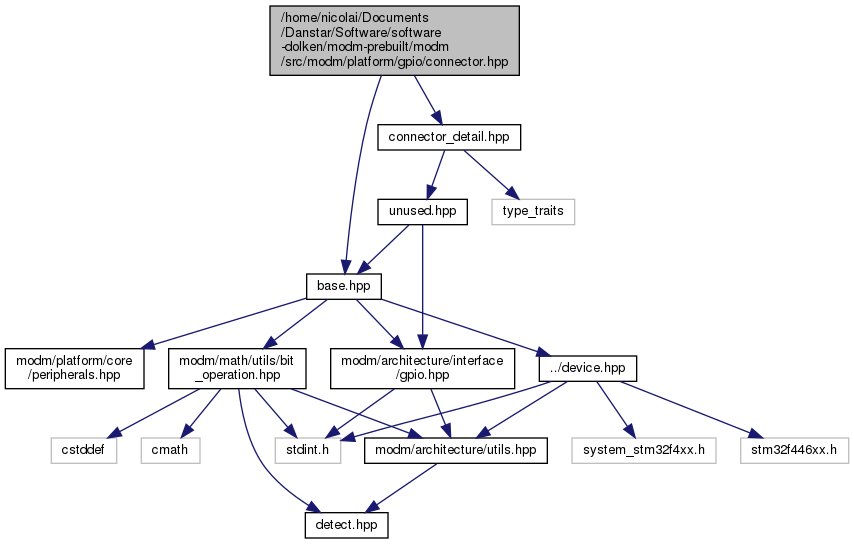 /home/nicolai/Documents
/Danstar/Software/software
-dolken/modm-prebuilt/modm
/src/modm/platform/gpio/connector.hpp
connector_detail.hpp
unused.hpp
type_traits
base.hpp
modm/platform/core
/peripherals.hpp
modm/math/utils/bit
_operation.hpp
modm/architecture/interface
/gpio.hpp
../device.hpp
cstddef
cmath
stdint.h
modm/architecture/utils.hpp
system_stm32f4xx.h
stm32f446xx.h
detect.hpp